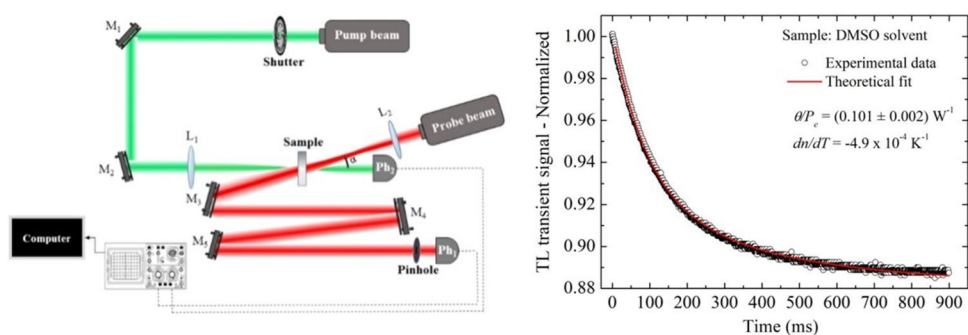 M₁
Pump beam
Shutter
L₂
Probe beam
L₁
Sample
α
M₂
Ph₂
M₃
M₄
Computer
M₅
Ph₁
Pinhole
TL transient signal - Normalized
1.00
0.98
0.96
0.94
0.92
0.90
0.88
Sample: DMSO solvent
Experimental data
Theoretical fit
θ/Pₑ = (0.101 ± 0.002) W⁻¹
dn/dT = -4.9 x 10⁻⁴ K⁻¹
0 100 200 300 400 500 600 700 800 900
Time (ms)